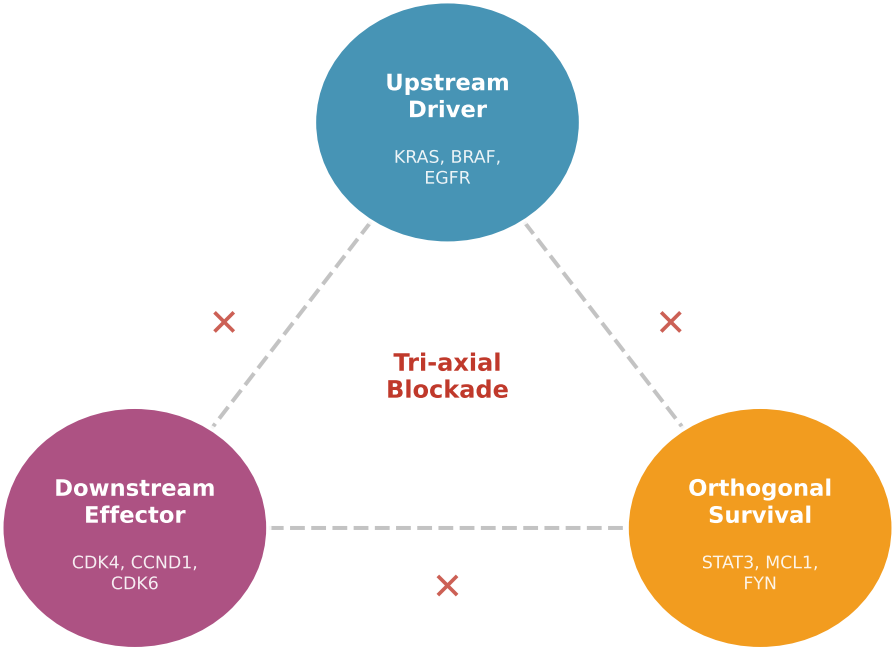 Upstream
Driver
KRAS, BRAF,
EGFR
✕
✕
Tri-axial
Blockade
Downstream
Effector
CDK4, CCND1,
CDK6
Orthogonal
Survival
STAT3, MCL1,
FYN
✕